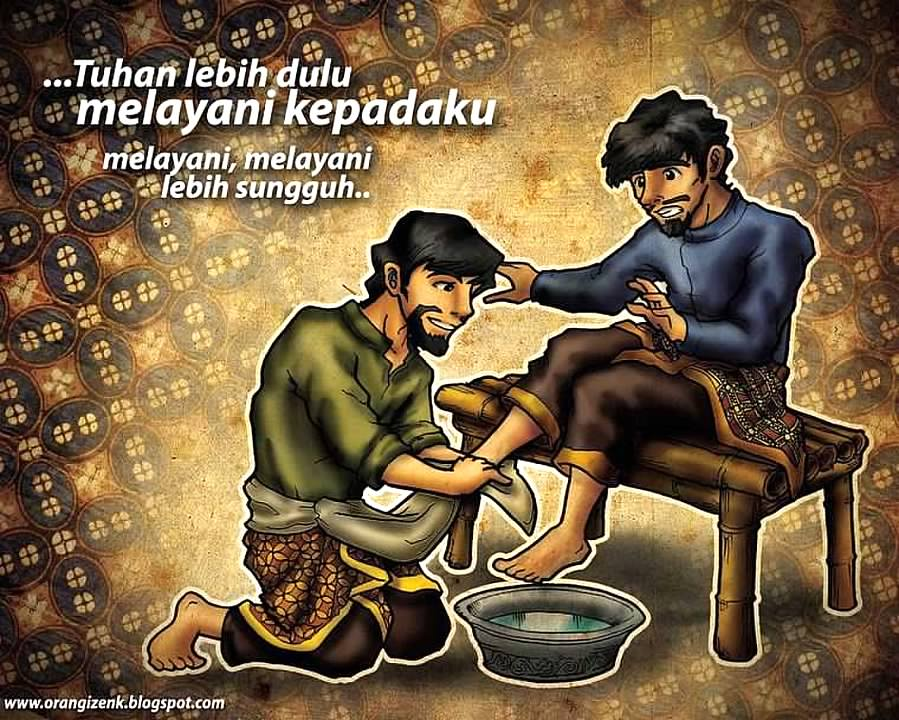 ...Tuhan lebih dulu
melayani kepadaku
melayani, melayani
lebih sungguh..
www.orangizenk.blogspot.com